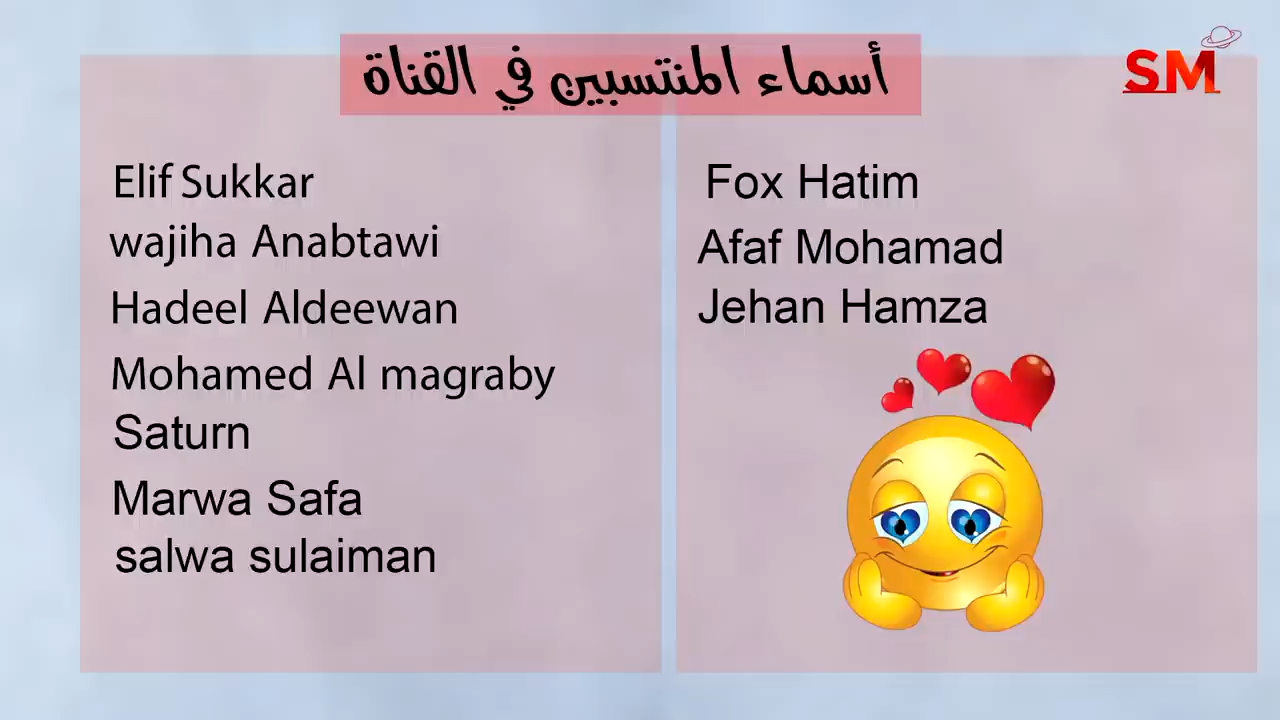 أسماء المنتسبين في القناة
SM
Elif Sukkar
wajiha Anabtawi
Hadeel Aldeewan
Mohamed Al magraby
Saturn
Marwa Safa
salwa sulaiman
Fox Hatim
Afaf Mohamad
Jehan Hamza